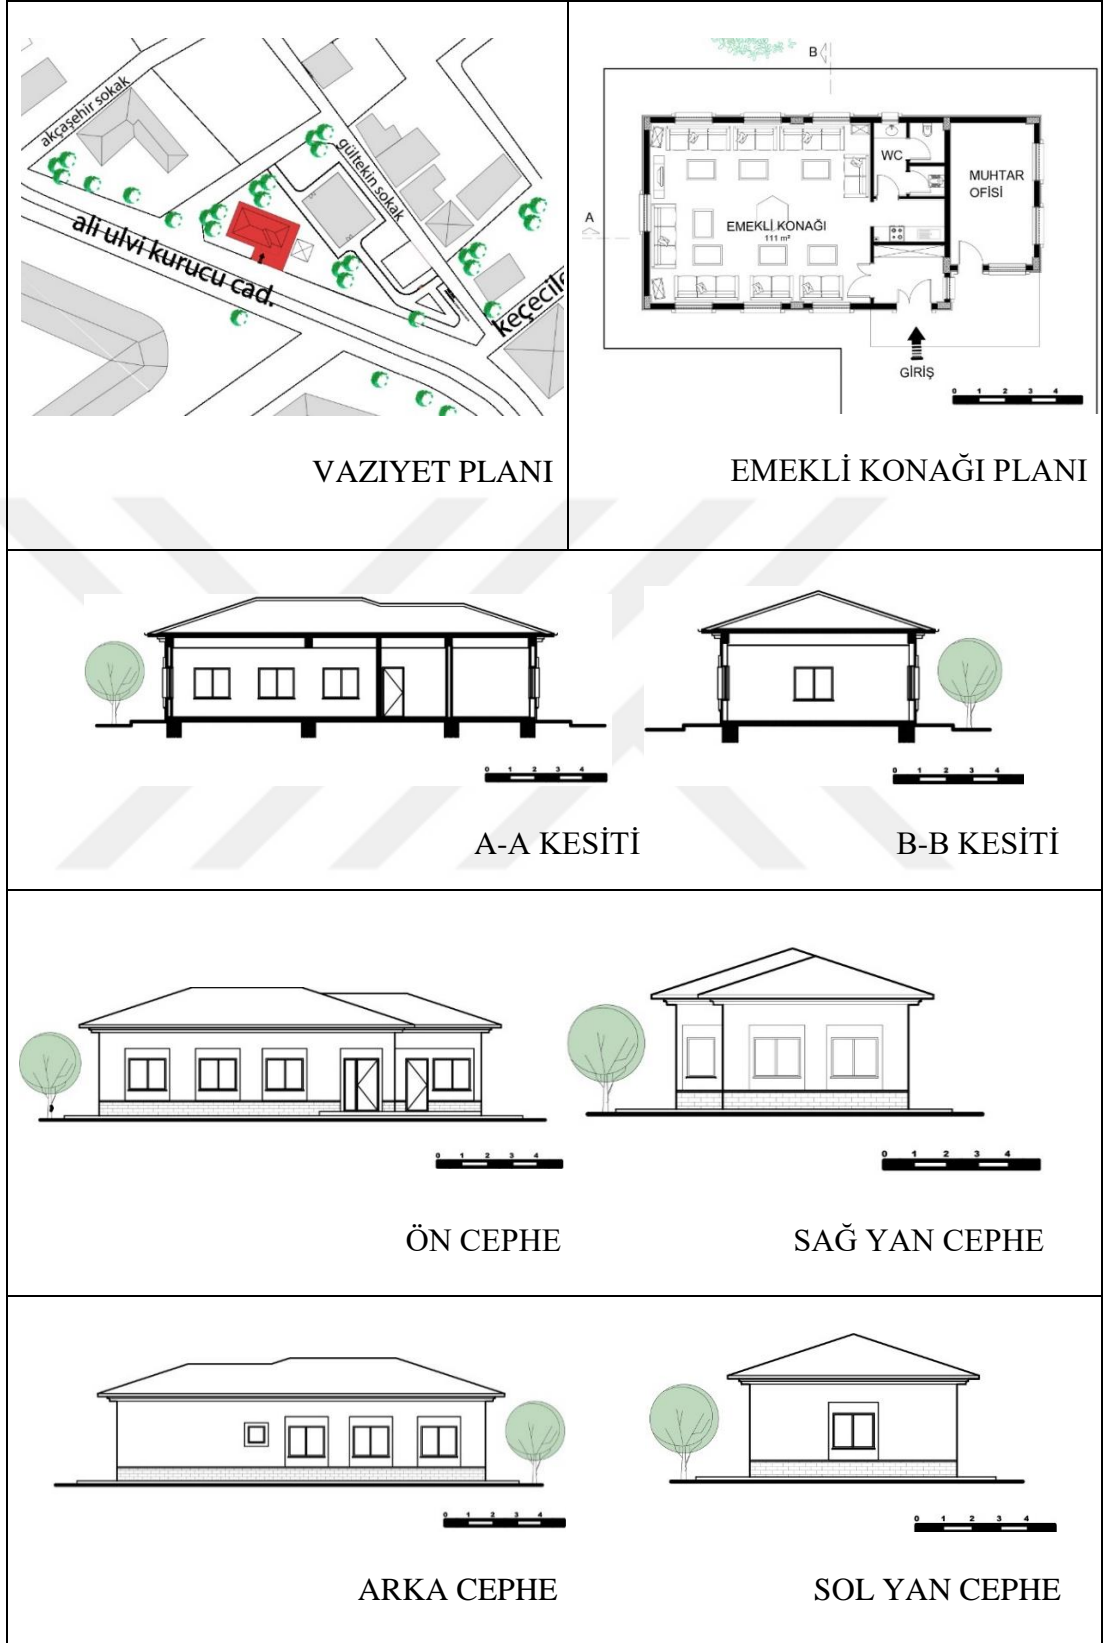 akçaşehir sokak
gültekin sokak
ali ulvi kurucu cad.
VAZIYET PLANI
B
A
WC
MUHTAR
OFİSİ
EMEKLİ KONAĞI
111 m²
GİRİŞ
0 1 2 3 4
EMEKLİ KONAĞI PLANI
0 1 2 3 4
A-A KESİTİ
0 1 2 3 4
B-B KESİTİ
0 1 2 3 4
ÖN CEPHE
0 1 2 3 4
SAĞ YAN CEPHE
0 1 2 3 4
ARKA CEPHE
0 1 2 3 4
SOL YAN CEPHE